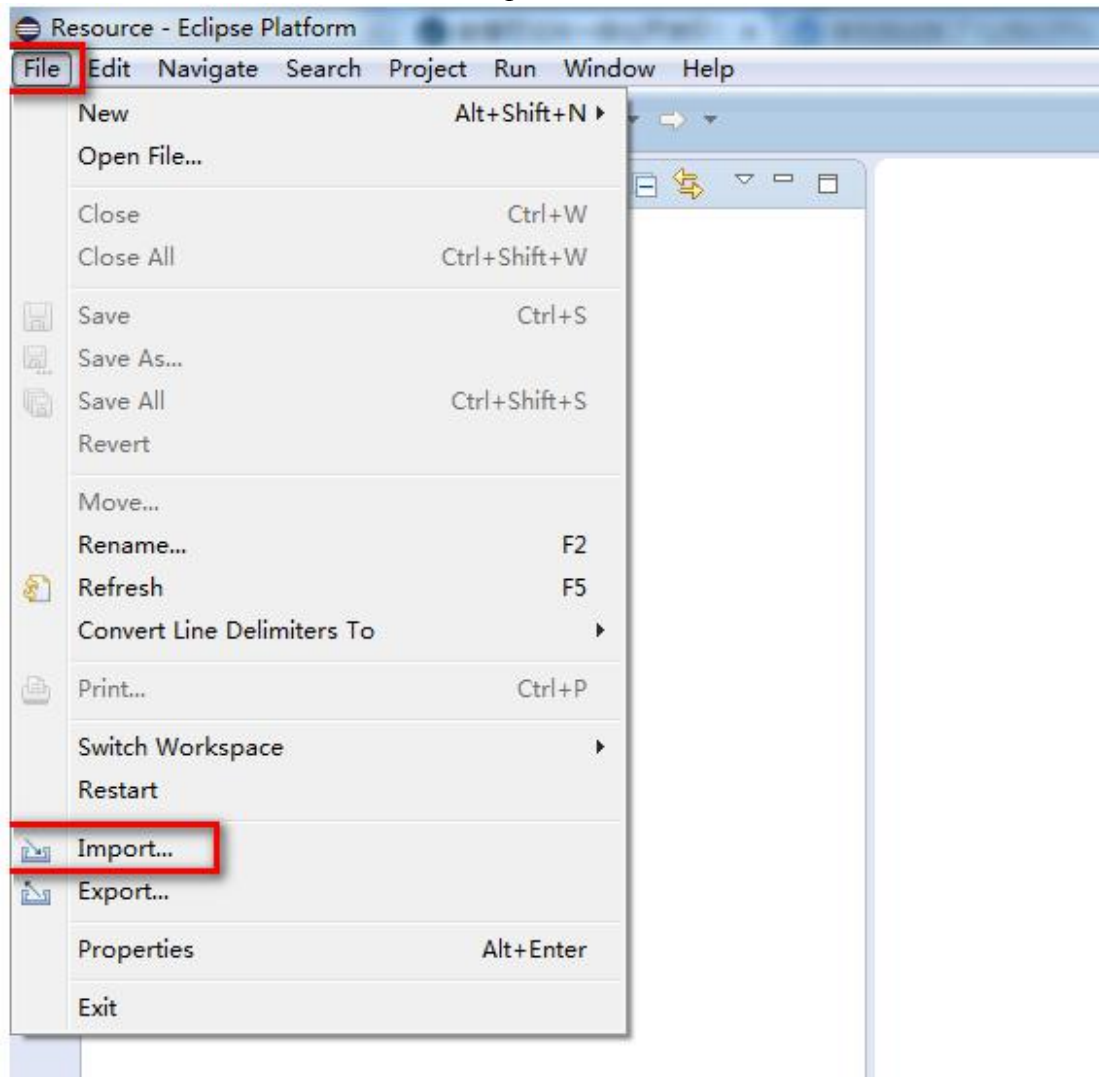 Resource - Eclipse Platform
File Edit Navigate Search Project Run Window Help
New Alt+Shift+N
Open File...
Close Ctrl+W
Close All Ctrl+Shift+W
Save Ctrl+S
Save As...
Save All Ctrl+Shift+S
Revert
Move...
Rename... F2
Refresh F5
Convert Line Delimiters To
Print... Ctrl+P
Switch Workspace
Restart
Import...
Export...
Properties Alt+Enter
Exit